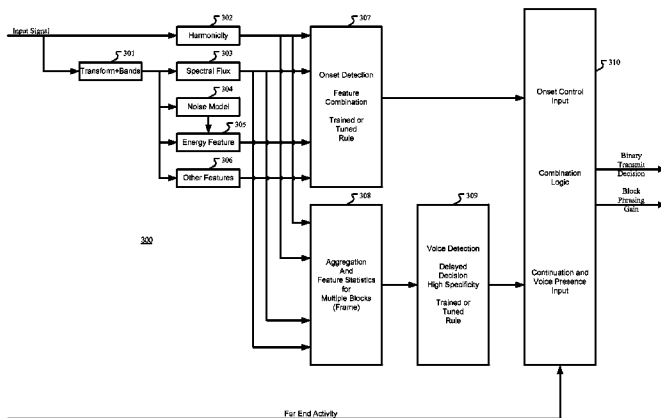 302
307
Input Signal
Harmonicity
301
303
310
Transform+Bands
Spectral Flux
Onset Detection
Feature
Combination
Trained or
Tuned
Rule
304
Noise Model
305
Energy Feature
306
Other Features
Onset Control
Input
Combination
Logic
Binary
Transmit
Decision
Block
Phrasing
Gain
308
309
300
Aggregation
And
Feature Statistics
for
Multiple Blocks
(Frame)
Voice Detection
Delayed
Decision
High Specificity
Trained or
Tuned
Rule
Continuation and
Voice Presence
Input
Far End Activity